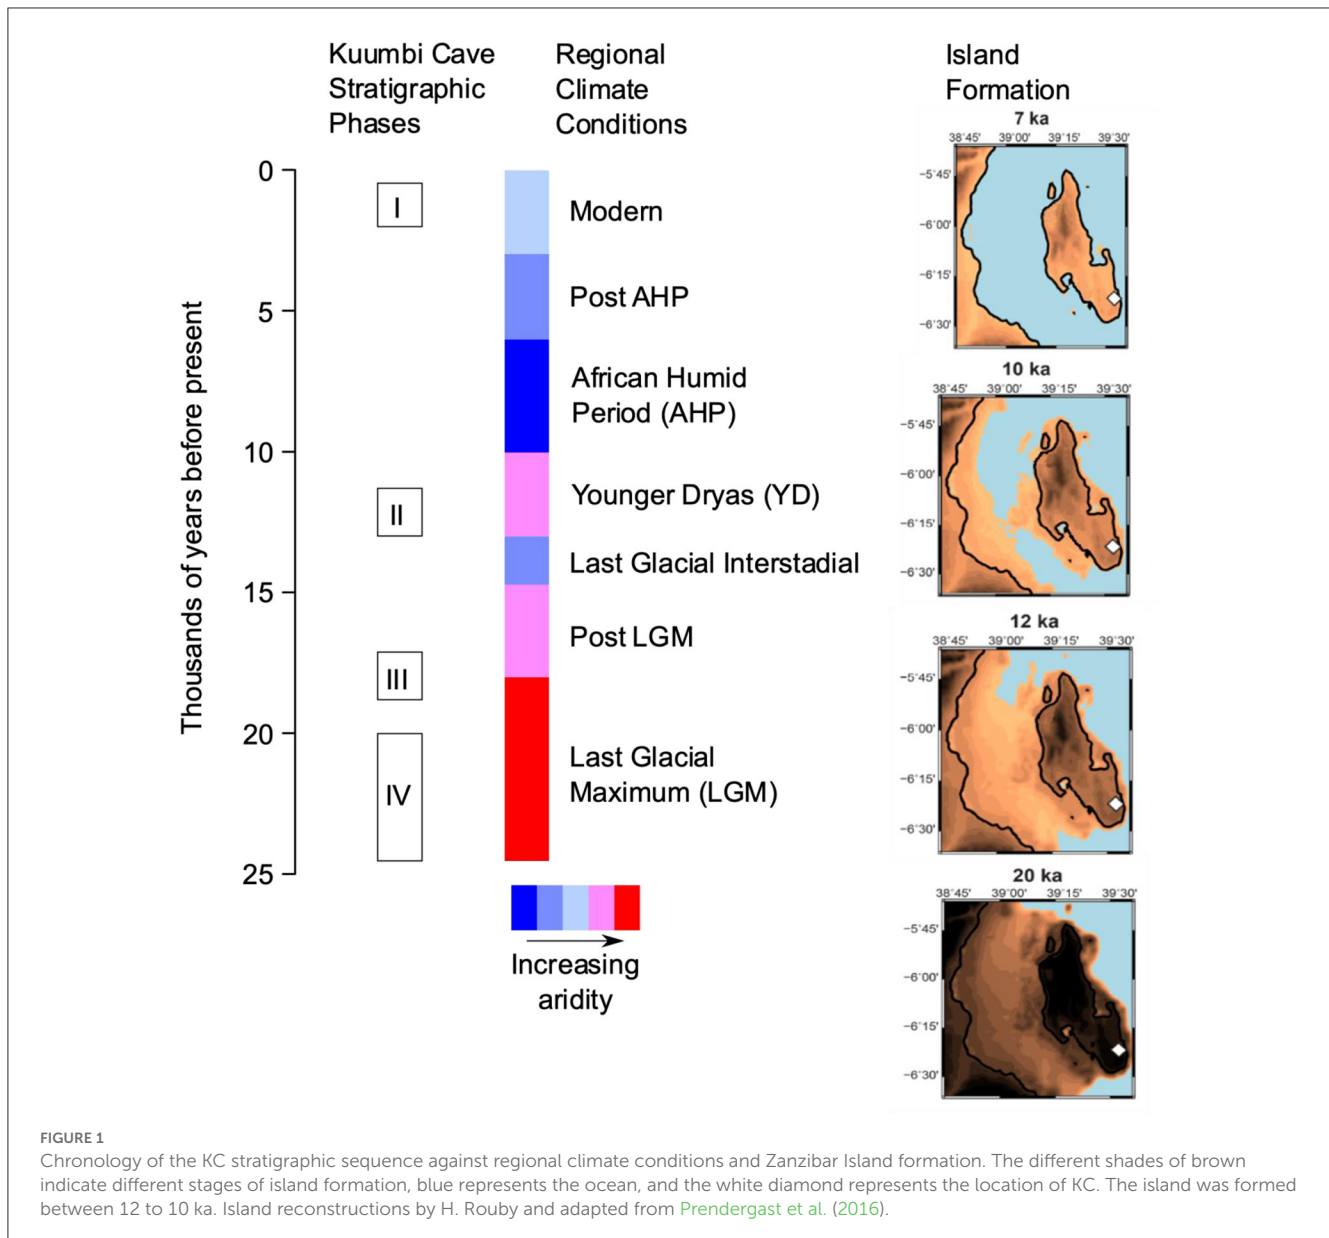 Kuumbi Cave
Stratigraphic
Phases
Regional
Climate
Conditions
Island
Formation
Thousands of years before present
0
5
10
15
20
25
I
II
III
IV
Modern
Post AHP
African Humid
Period (AHP)
Younger Dryas (YD)
Last Glacial Interstadial
Post LGM
Last Glacial
Maximum (LGM)
Increasing
aridity
7 ka
38˚45' 39˚00' 39˚15' 39˚30'
−5˚45'
−6˚00'
−6˚15'
−6˚30'
10 ka
38˚45' 39˚00' 39˚15' 39˚30'
−5˚45'
−6˚00'
−6˚15'
−6˚30'
12 ka
38˚45' 39˚00' 39˚15' 39˚30'
−5˚45'
−6˚00'
−6˚15'
−6˚30'
20 ka
38˚45' 39˚00' 39˚15' 39˚30'
−5˚45'
−6˚00'
−6˚15'
−6˚30'
FIGURE 1
Chronology of the KC stratigraphic sequence against regional climate conditions and Zanzibar Island formation. The different shades of brown
indicate different stages of island formation, blue represents the ocean, and the white diamond represents the location of KC. The island was formed
between 12 to 10 ka. Island reconstructions by H. Rouby and adapted from Prendergast et al. (2016).